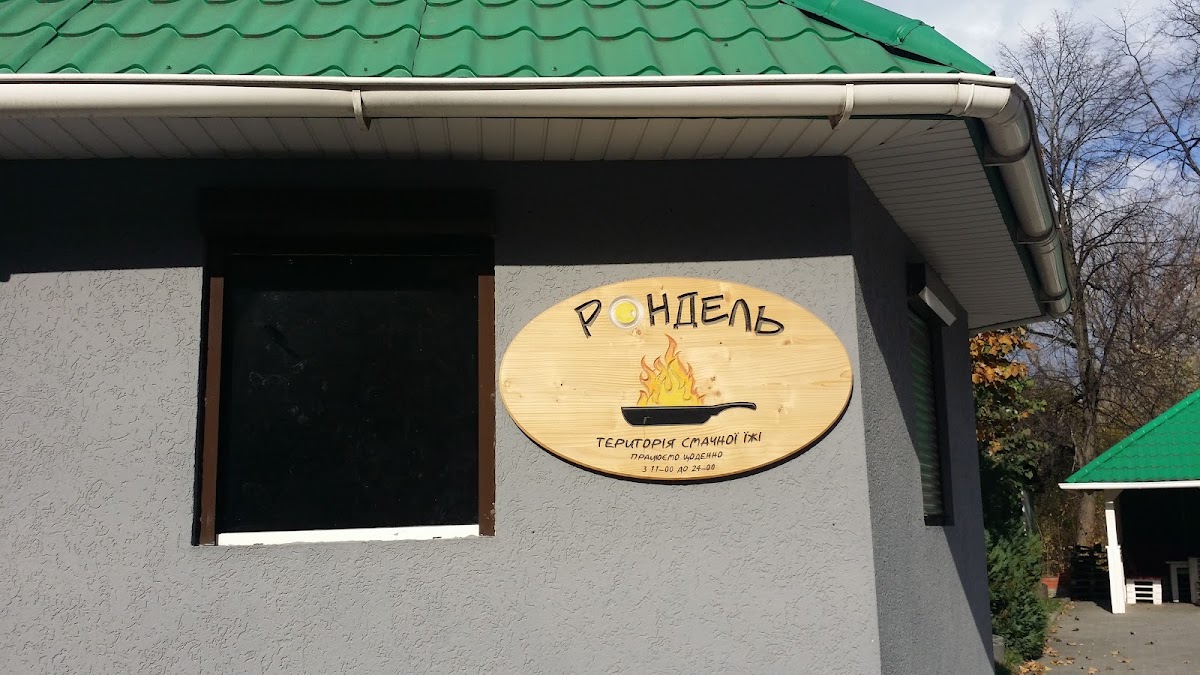 РОНДЕЛЬ
ТЕРИТОРІЯ СМАЧНОЇ ЇЖІ
ПРАЦЮЄМО ЩОДЕННО
З 11-00 ДО 24-00